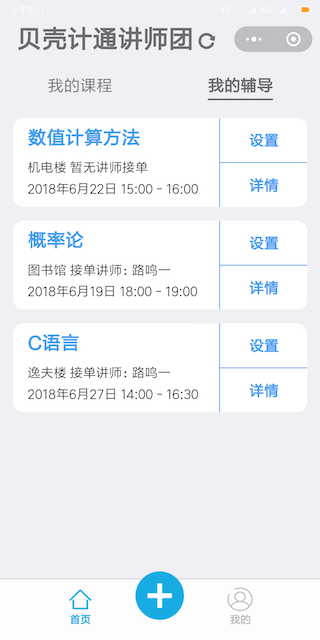 上午9:21
4G
贝壳计通讲师团
我的课程
我的辅导
数值计算方法
设置
机电楼 暂无讲师接单
2018年6月22日 15:00 - 16:00
详情
概率论
设置
图书馆 接单讲师：路鸣一
2018年6月19日 18:00 - 19:00
详情
C语言
设置
逸夫楼 接单讲师：路鸣一
2018年6月27日 14:00 - 16:30
详情
首页
我的